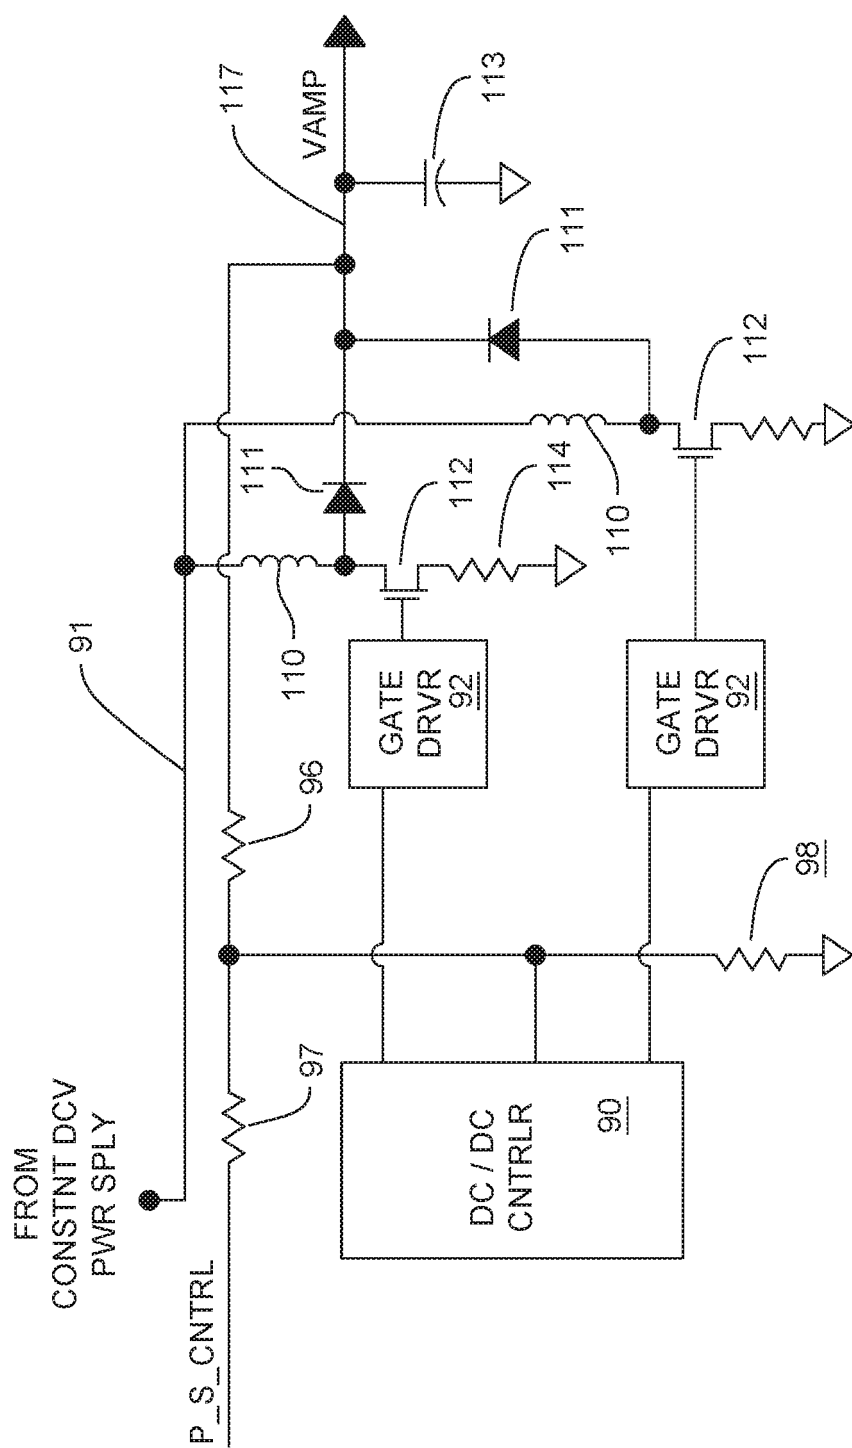 FROM
CONSTNT DCV
PWR SPLY
P_S_CNTRL
97
DC / DC
CNTRLR
90
98
96
91
GATE
DRVR
92
GATE
DRVR
92
110
110
111
112
114
112
111
117
VAMP
113